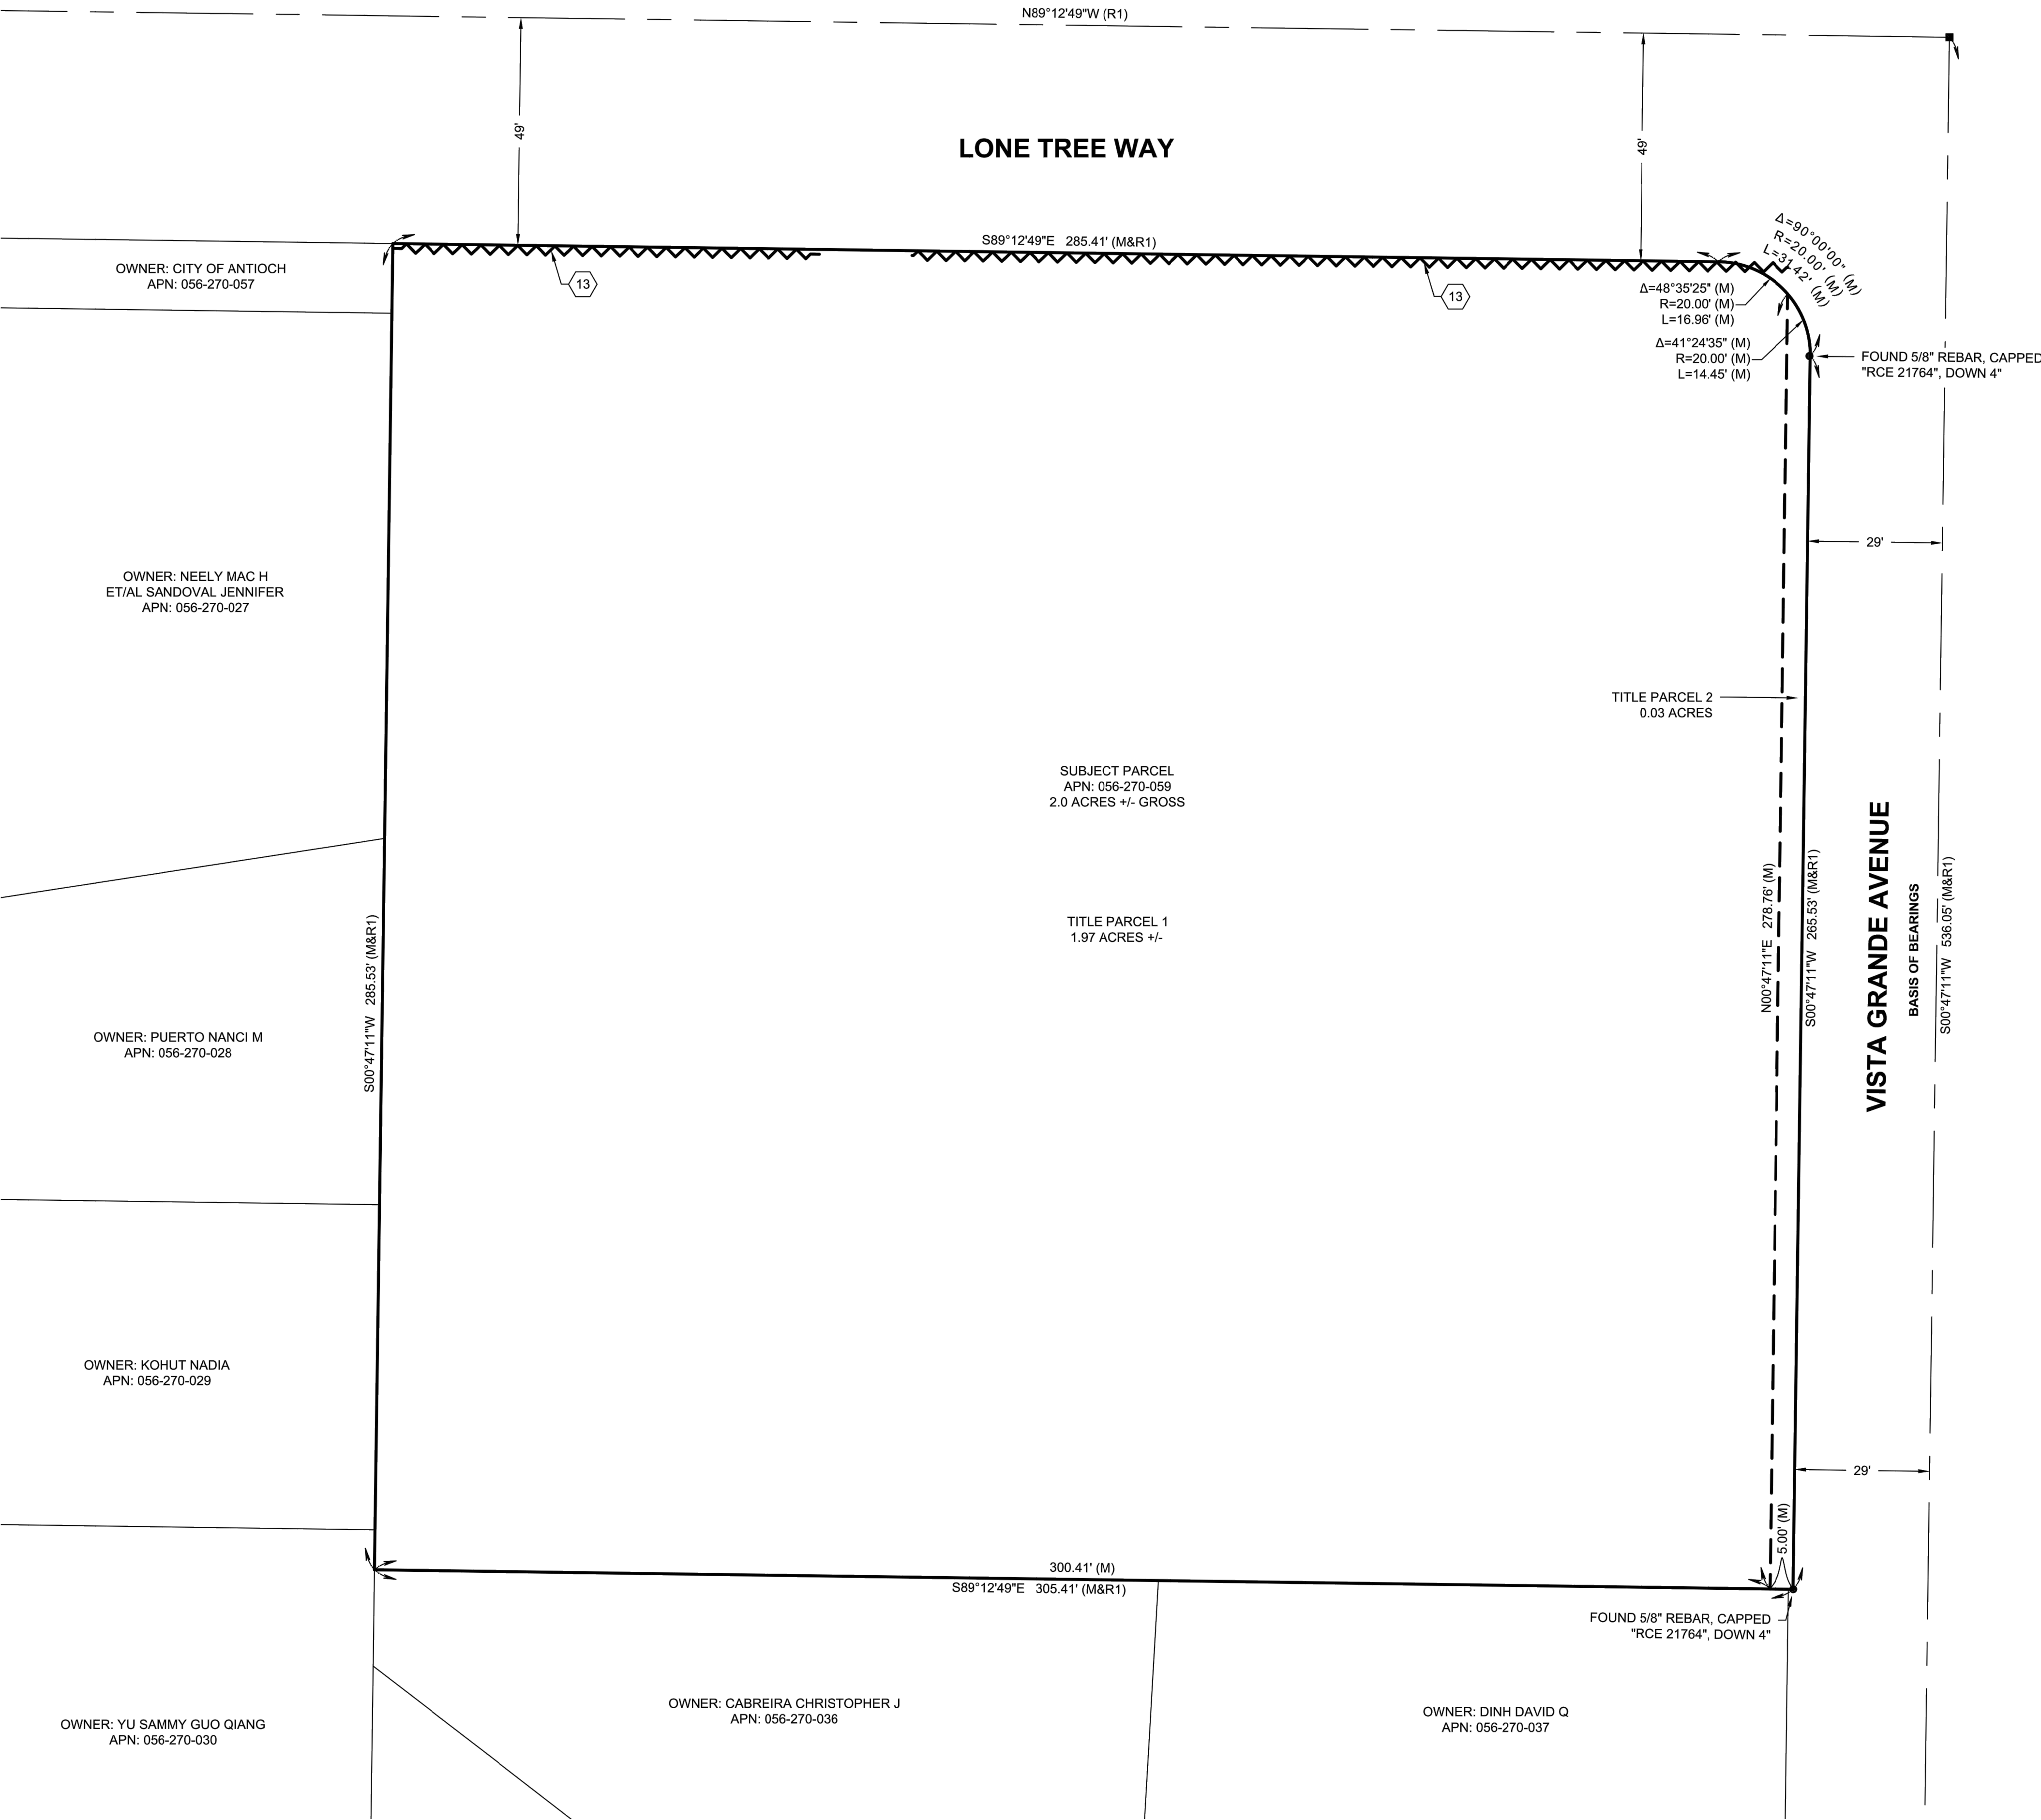 N89°12'49"W (R1)
49'
49'
LONE TREE WAY
S89°12'49"E 285.41' (M&R1)
Δ=90°00'00" (M)
R=20.00' (M)
L=31.42' (M)
OWNER: CITY OF ANTIOCH
APN: 056-270-057
13
13
Δ=48°35'25" (M)
R=20.00' (M)
L=16.96' (M)
Δ=41°24'35" (M)
R=20.00' (M)
L=14.45' (M)
FOUND 5/8" REBAR, CAPPED
"RCE 21764", DOWN 4"
29'
OWNER: NEELY MAC H
ET/AL SANDOVAL JENNIFER
APN: 056-270-027
TITLE PARCEL 2
0.03 ACRES
SUBJECT PARCEL
APN: 056-270-059
2.0 ACRES +/- GROSS
TITLE PARCEL 1
1.97 ACRES +/-
S00°47'11"W 285.53' (M&R1)
N00°47'11"E 278.76' (M)
S00°47'11"W 265.53' (M&R1)
VISTA GRANDE AVENUE
BASIS OF BEARINGS
S00°47'11"W 536.05' (M&R1)
OWNER: PUERTO NANCI M
APN: 056-270-028
OWNER: KOHUT NADIA
APN: 056-270-029
29'
5.00' (M)
300.41' (M)
S89°12'49"E 305.41' (M&R1)
FOUND 5/8" REBAR, CAPPED
"RCE 21764", DOWN 4"
OWNER: CABREIRA CHRISTOPHER J
APN: 056-270-036
OWNER: DINH DAVID Q
APN: 056-270-037
OWNER: YU SAMMY GUO QIANG
APN: 056-270-030